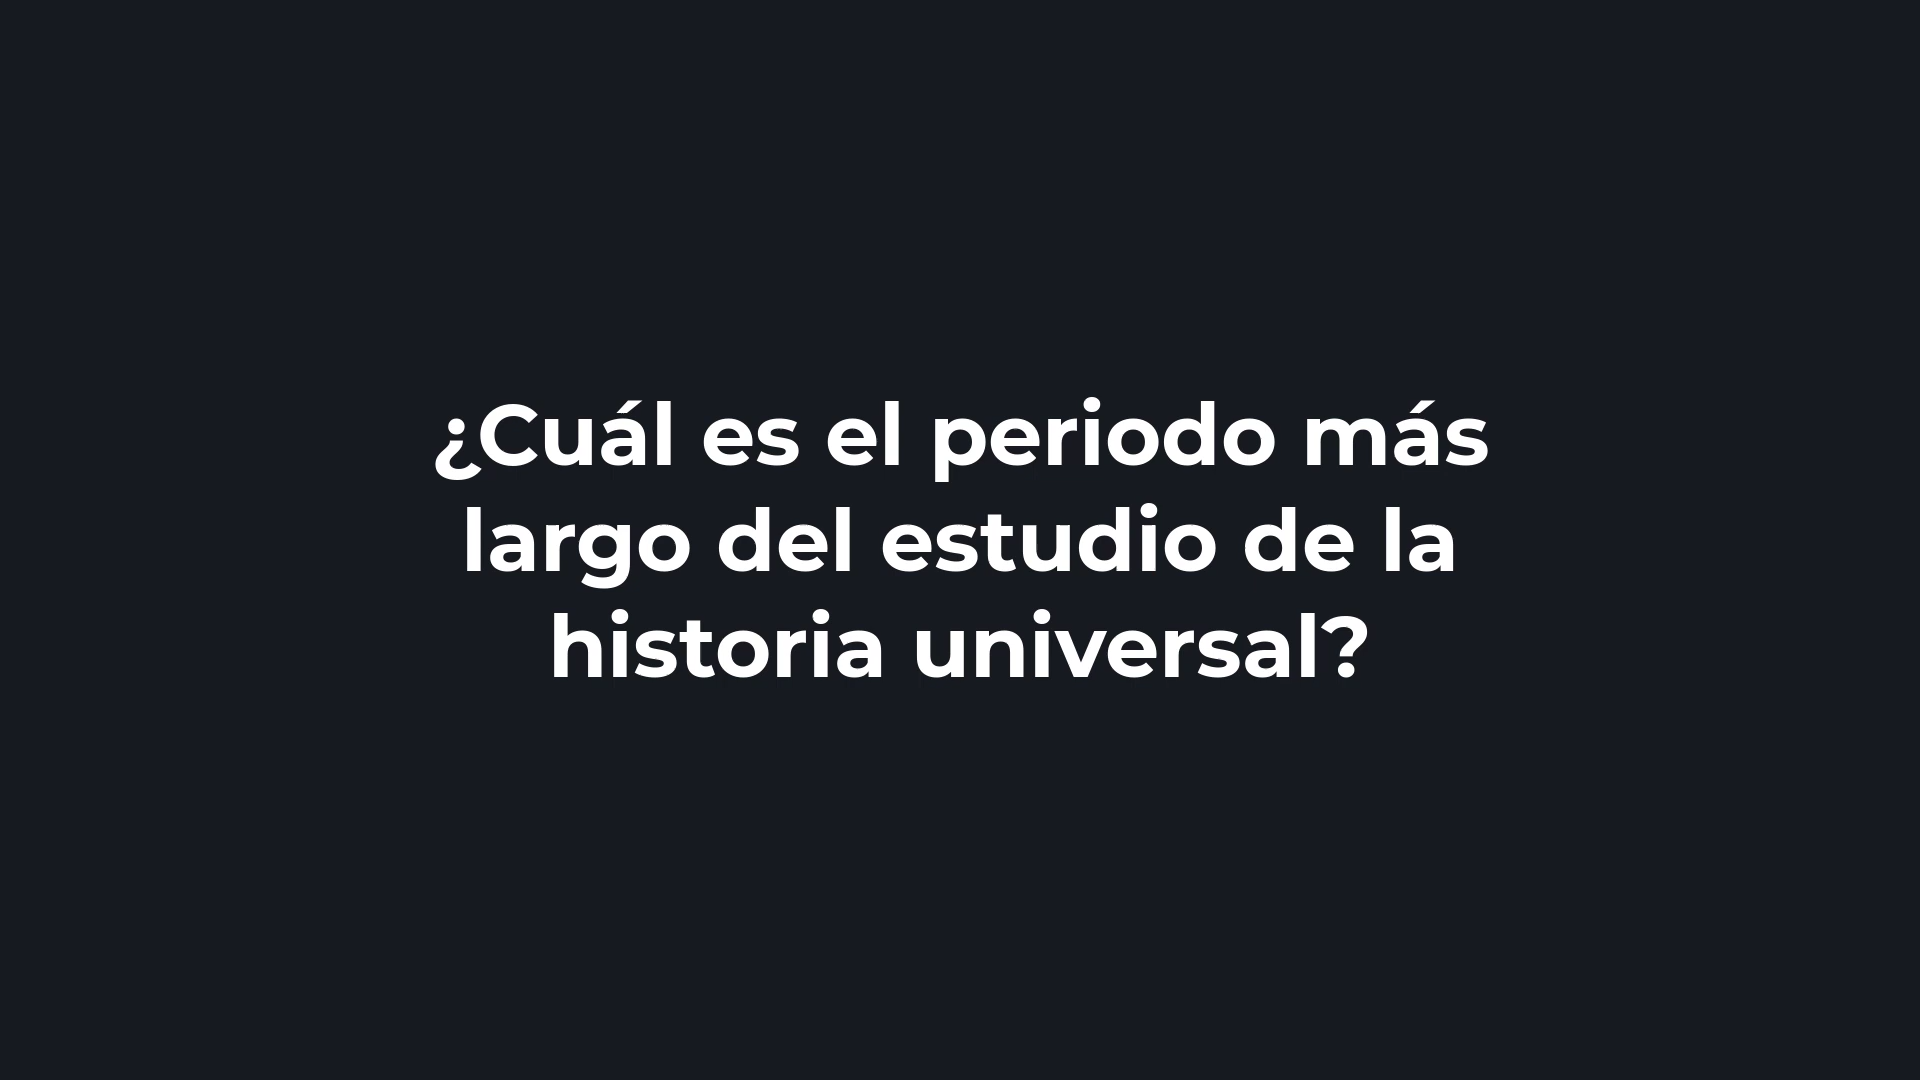 ¿Cuál es el periodo más
largo del estudio de la
historia universal?